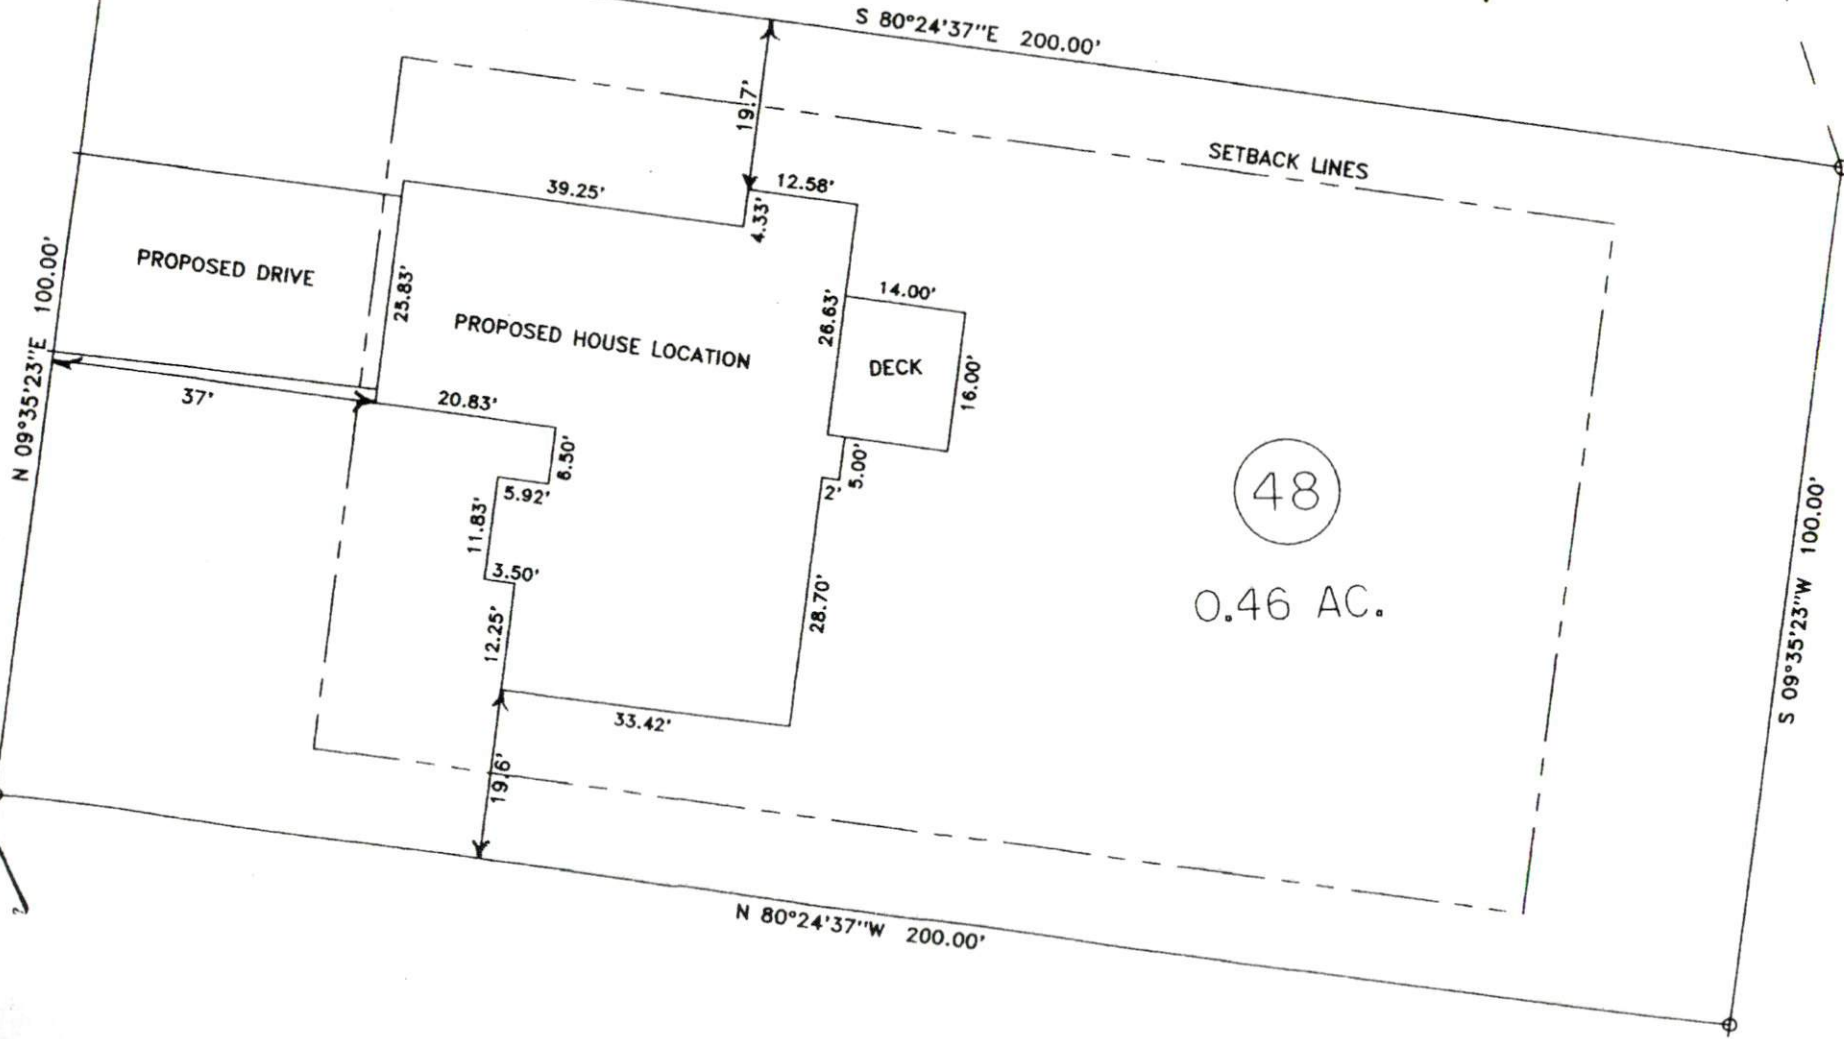 S 80°24'37"E 200.00'
19.7'
SETBACK LINES
39.25'
12.58'
4.33'
PROPOSED DRIVE
N 09°35'23"E 100.00'
25.83'
14.00'
26.63'
PROPOSED HOUSE LOCATION
DECK
16.00'
37'
20.83'
6.50'
5.00'
2'
5.92'
11.83'
48
3.50'
12.25'
28.70'
0.46 AC.
S 09°35'23"W 100.00'
33.42'
19.6'
N 80°24'37"W 200.00'